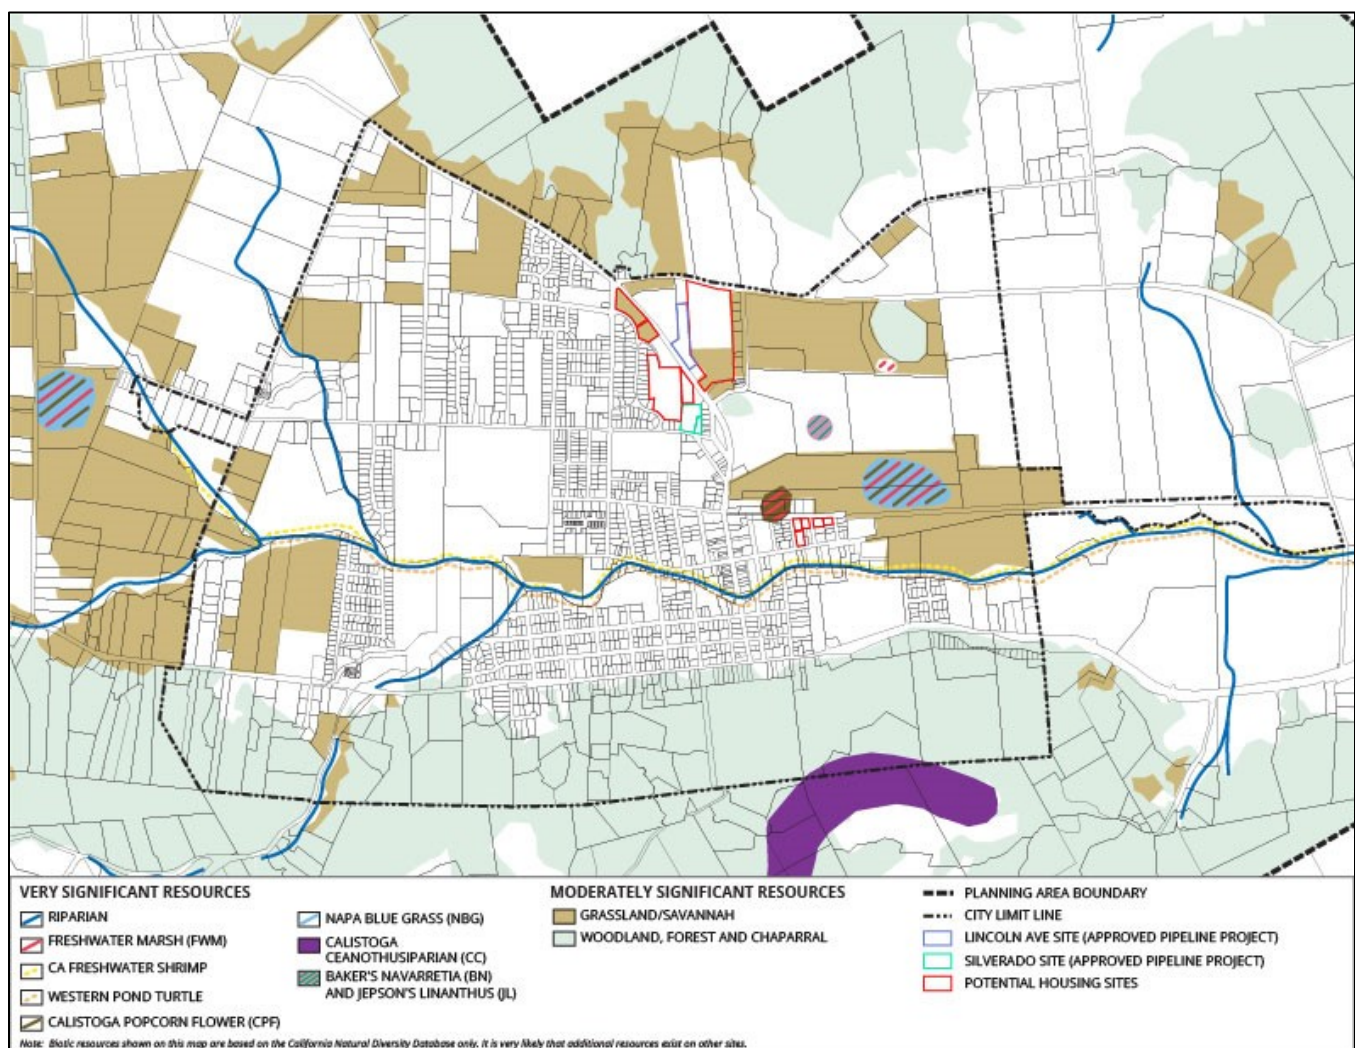 VERY SIGNIFICANT RESOURCES
RIPARIAN
FRESHWATER MARSH (FWM)
CA FRESHWATER SHRIMP
WESTERN POND TURTLE
CALISTOGA POPCORN FLOWER (CPF)
NAPA BLUE GRASS (NBG)
CALISTOGA
CEANOTHUSIPARIAN (CC)
BAKER'S NAVARRETIA (BN)
AND JEPSON'S LINANTHUS (JL)
MODERATELY SIGNIFICANT RESOURCES
GRASSLAND/SAVANNAH
WOODLAND, FOREST AND CHAPARRAL
PLANNING AREA BOUNDARY
CITY LIMIT LINE
LINCOLN AVE SITE (APPROVED PIPELINE PROJECT)
SILVERADO SITE (APPROVED PIPELINE PROJECT)
POTENTIAL HOUSING SITES
Note: Biotic resources shown on this map are based on the California Natural Diversity Database only. It is very likely that additional resources exist on other sites.